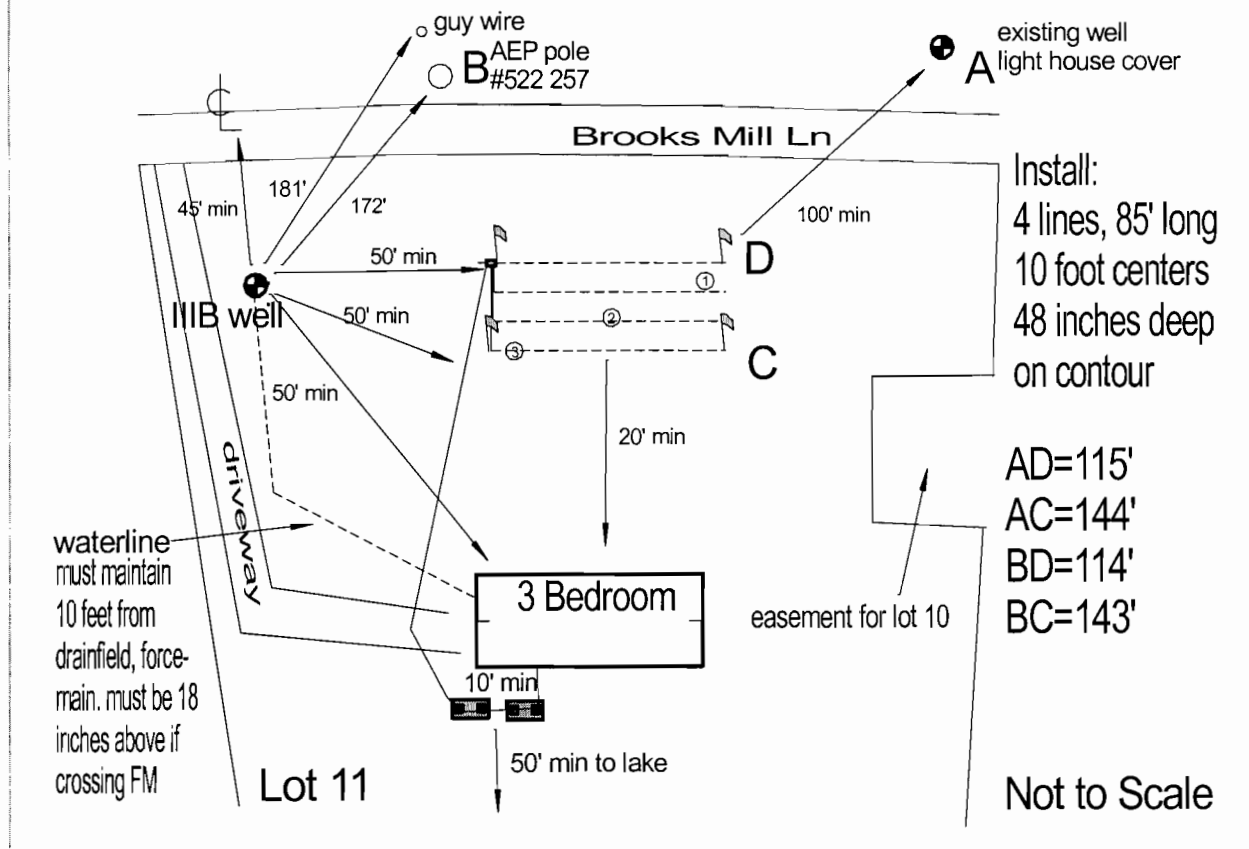 guy wire
B AEP pole
#522 257
existing well
A light house cover
CL
Brooks Mill Ln
181'
172'
45' min
100' min
50' min
D
①
IIIB well
50' min
②
③
C
50' min
20' min
Install:
4 lines, 85' long
10 foot centers
48 inches deep
on contour
AD=115'
AC=144'
BD=114'
BC=143'
driveway
waterline
must maintain
10 feet from
drainfield, force-
main. must be 18
inches above if
crossing FM
3 Bedroom
easement for lot 10
10' min
50' min to lake
Lot 11
Not to Scale